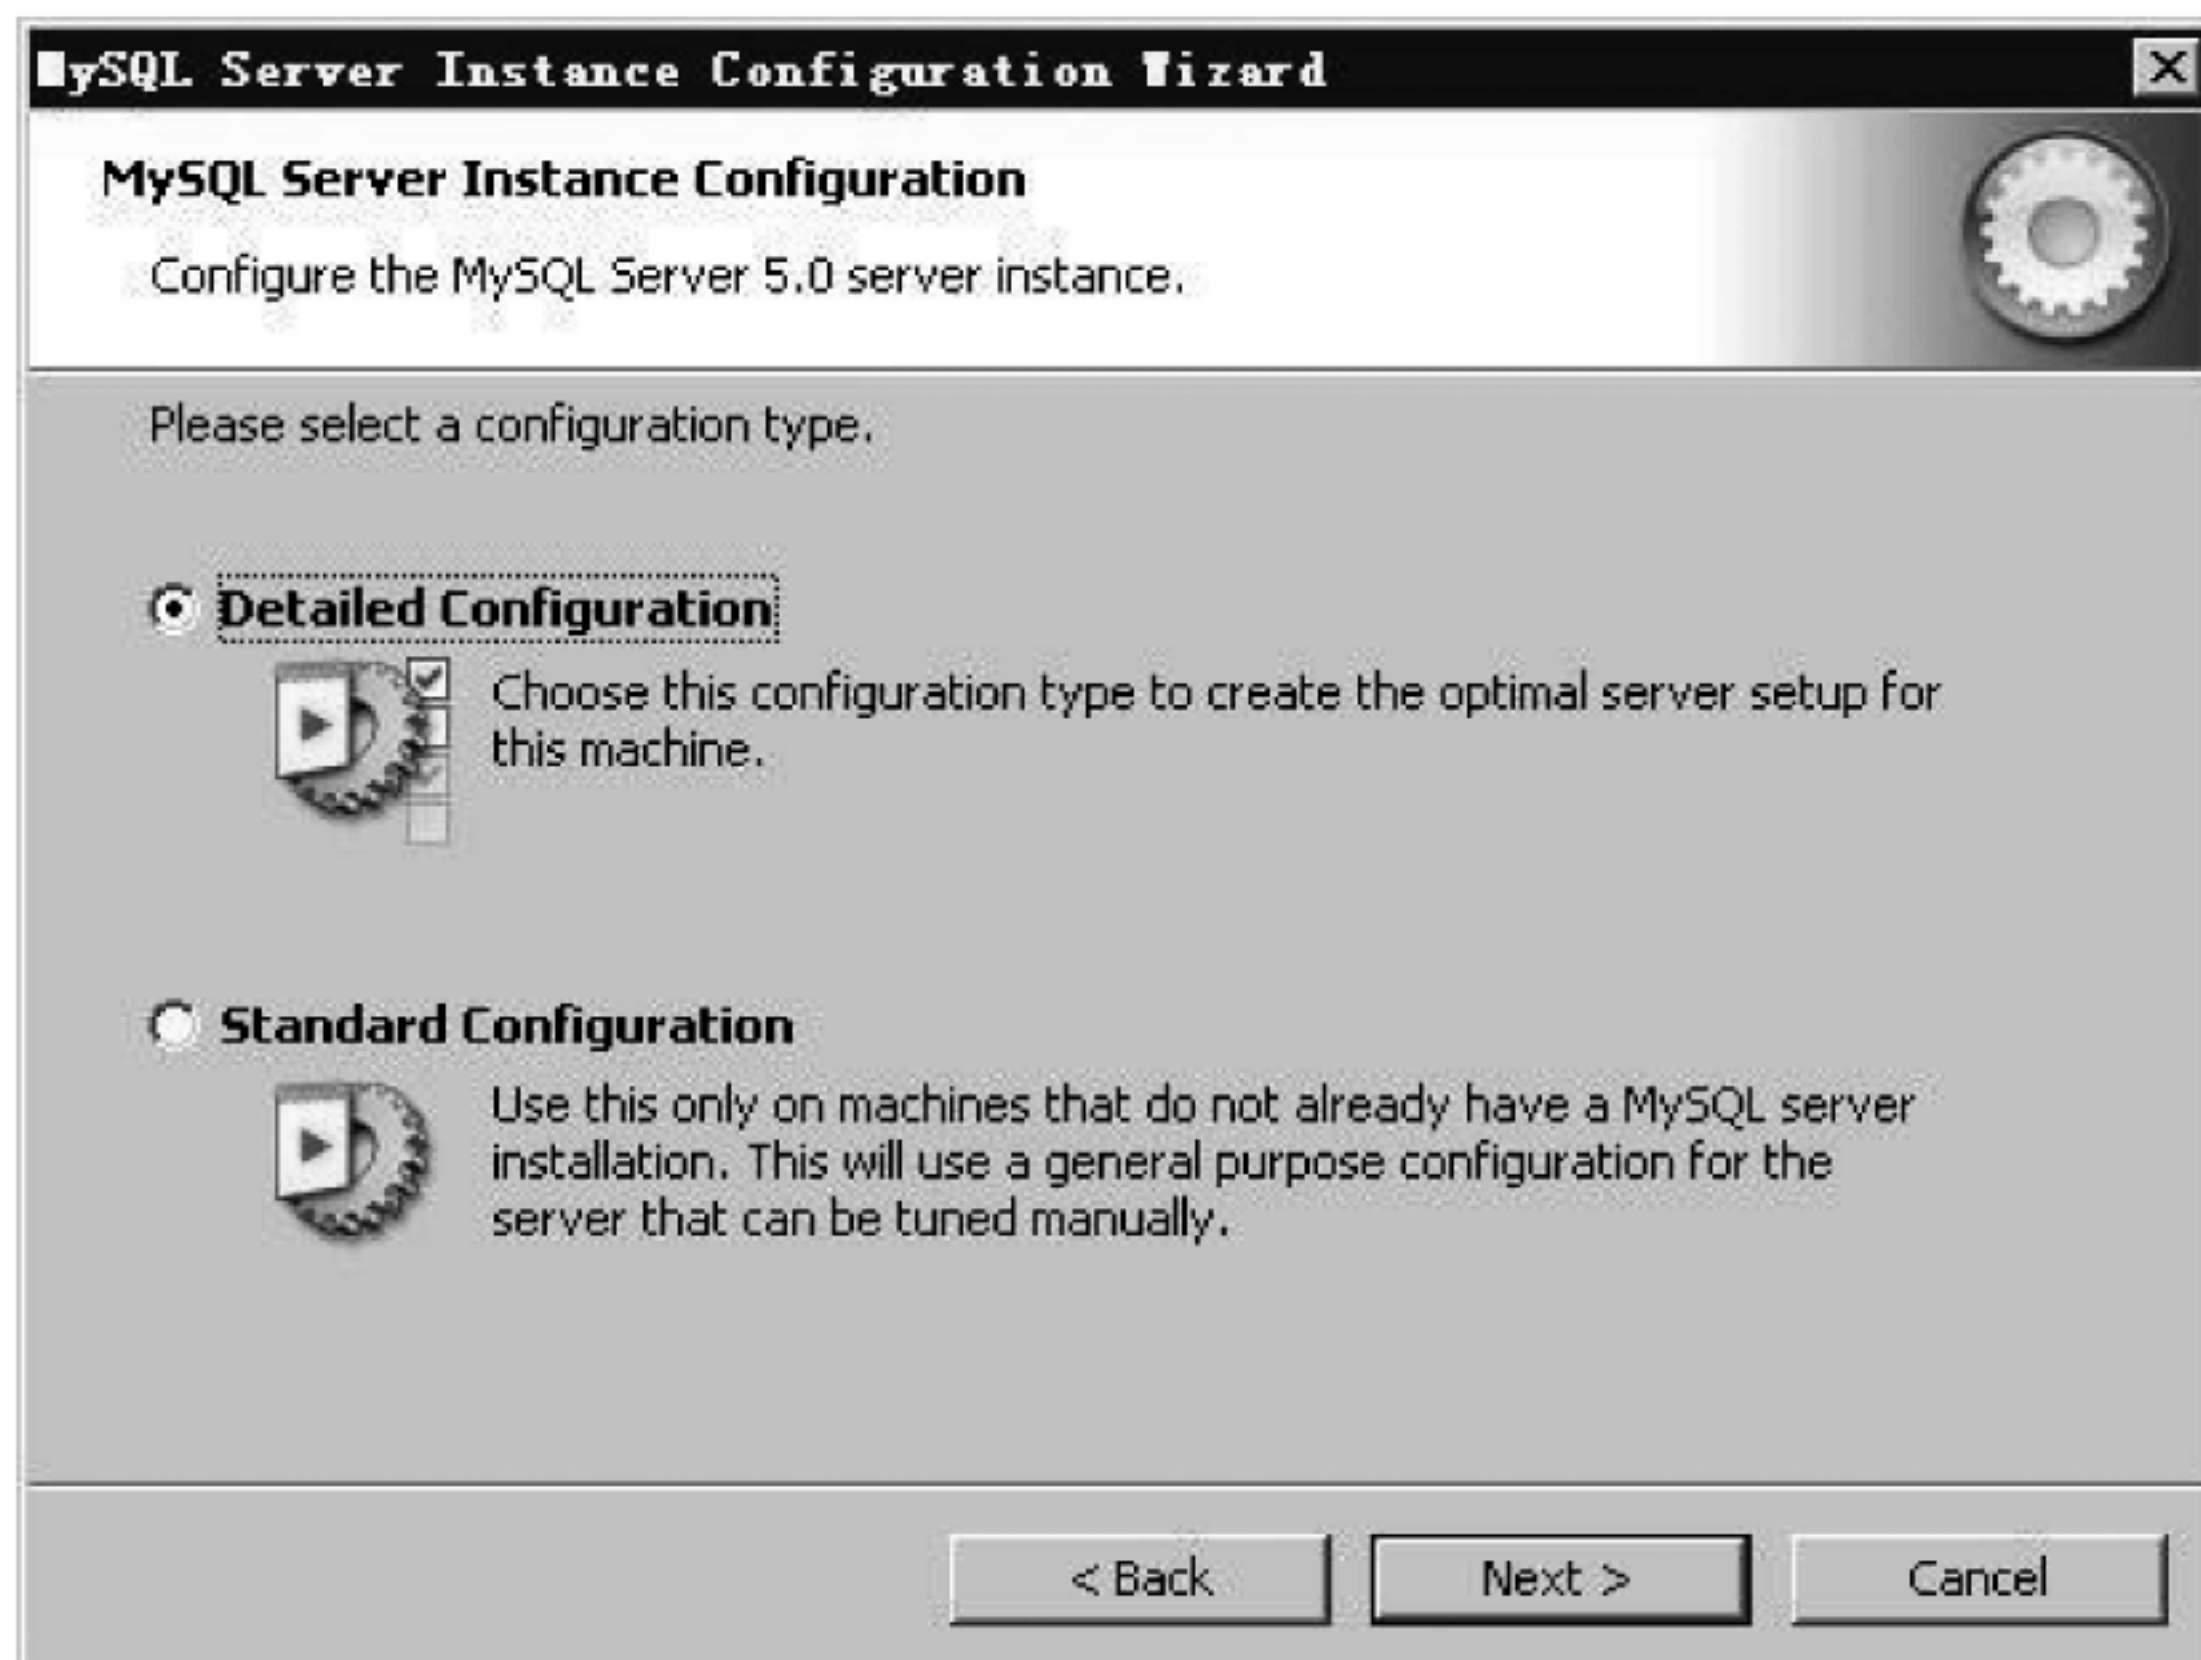 MySQL Server Instance Configuration Wizard
MySQL Server Instance Configuration
Configure the MySQL Server 5.0 server instance.
Please select a configuration type.
Detailed Configuration
Choose this configuration type to create the optimal server setup for
this machine.
Standard Configuration
Use this only on machines that do not already have a MySQL server
installation. This will use a general purpose configuration for the
server that can be tuned manually.
< Back
Next >
Cancel